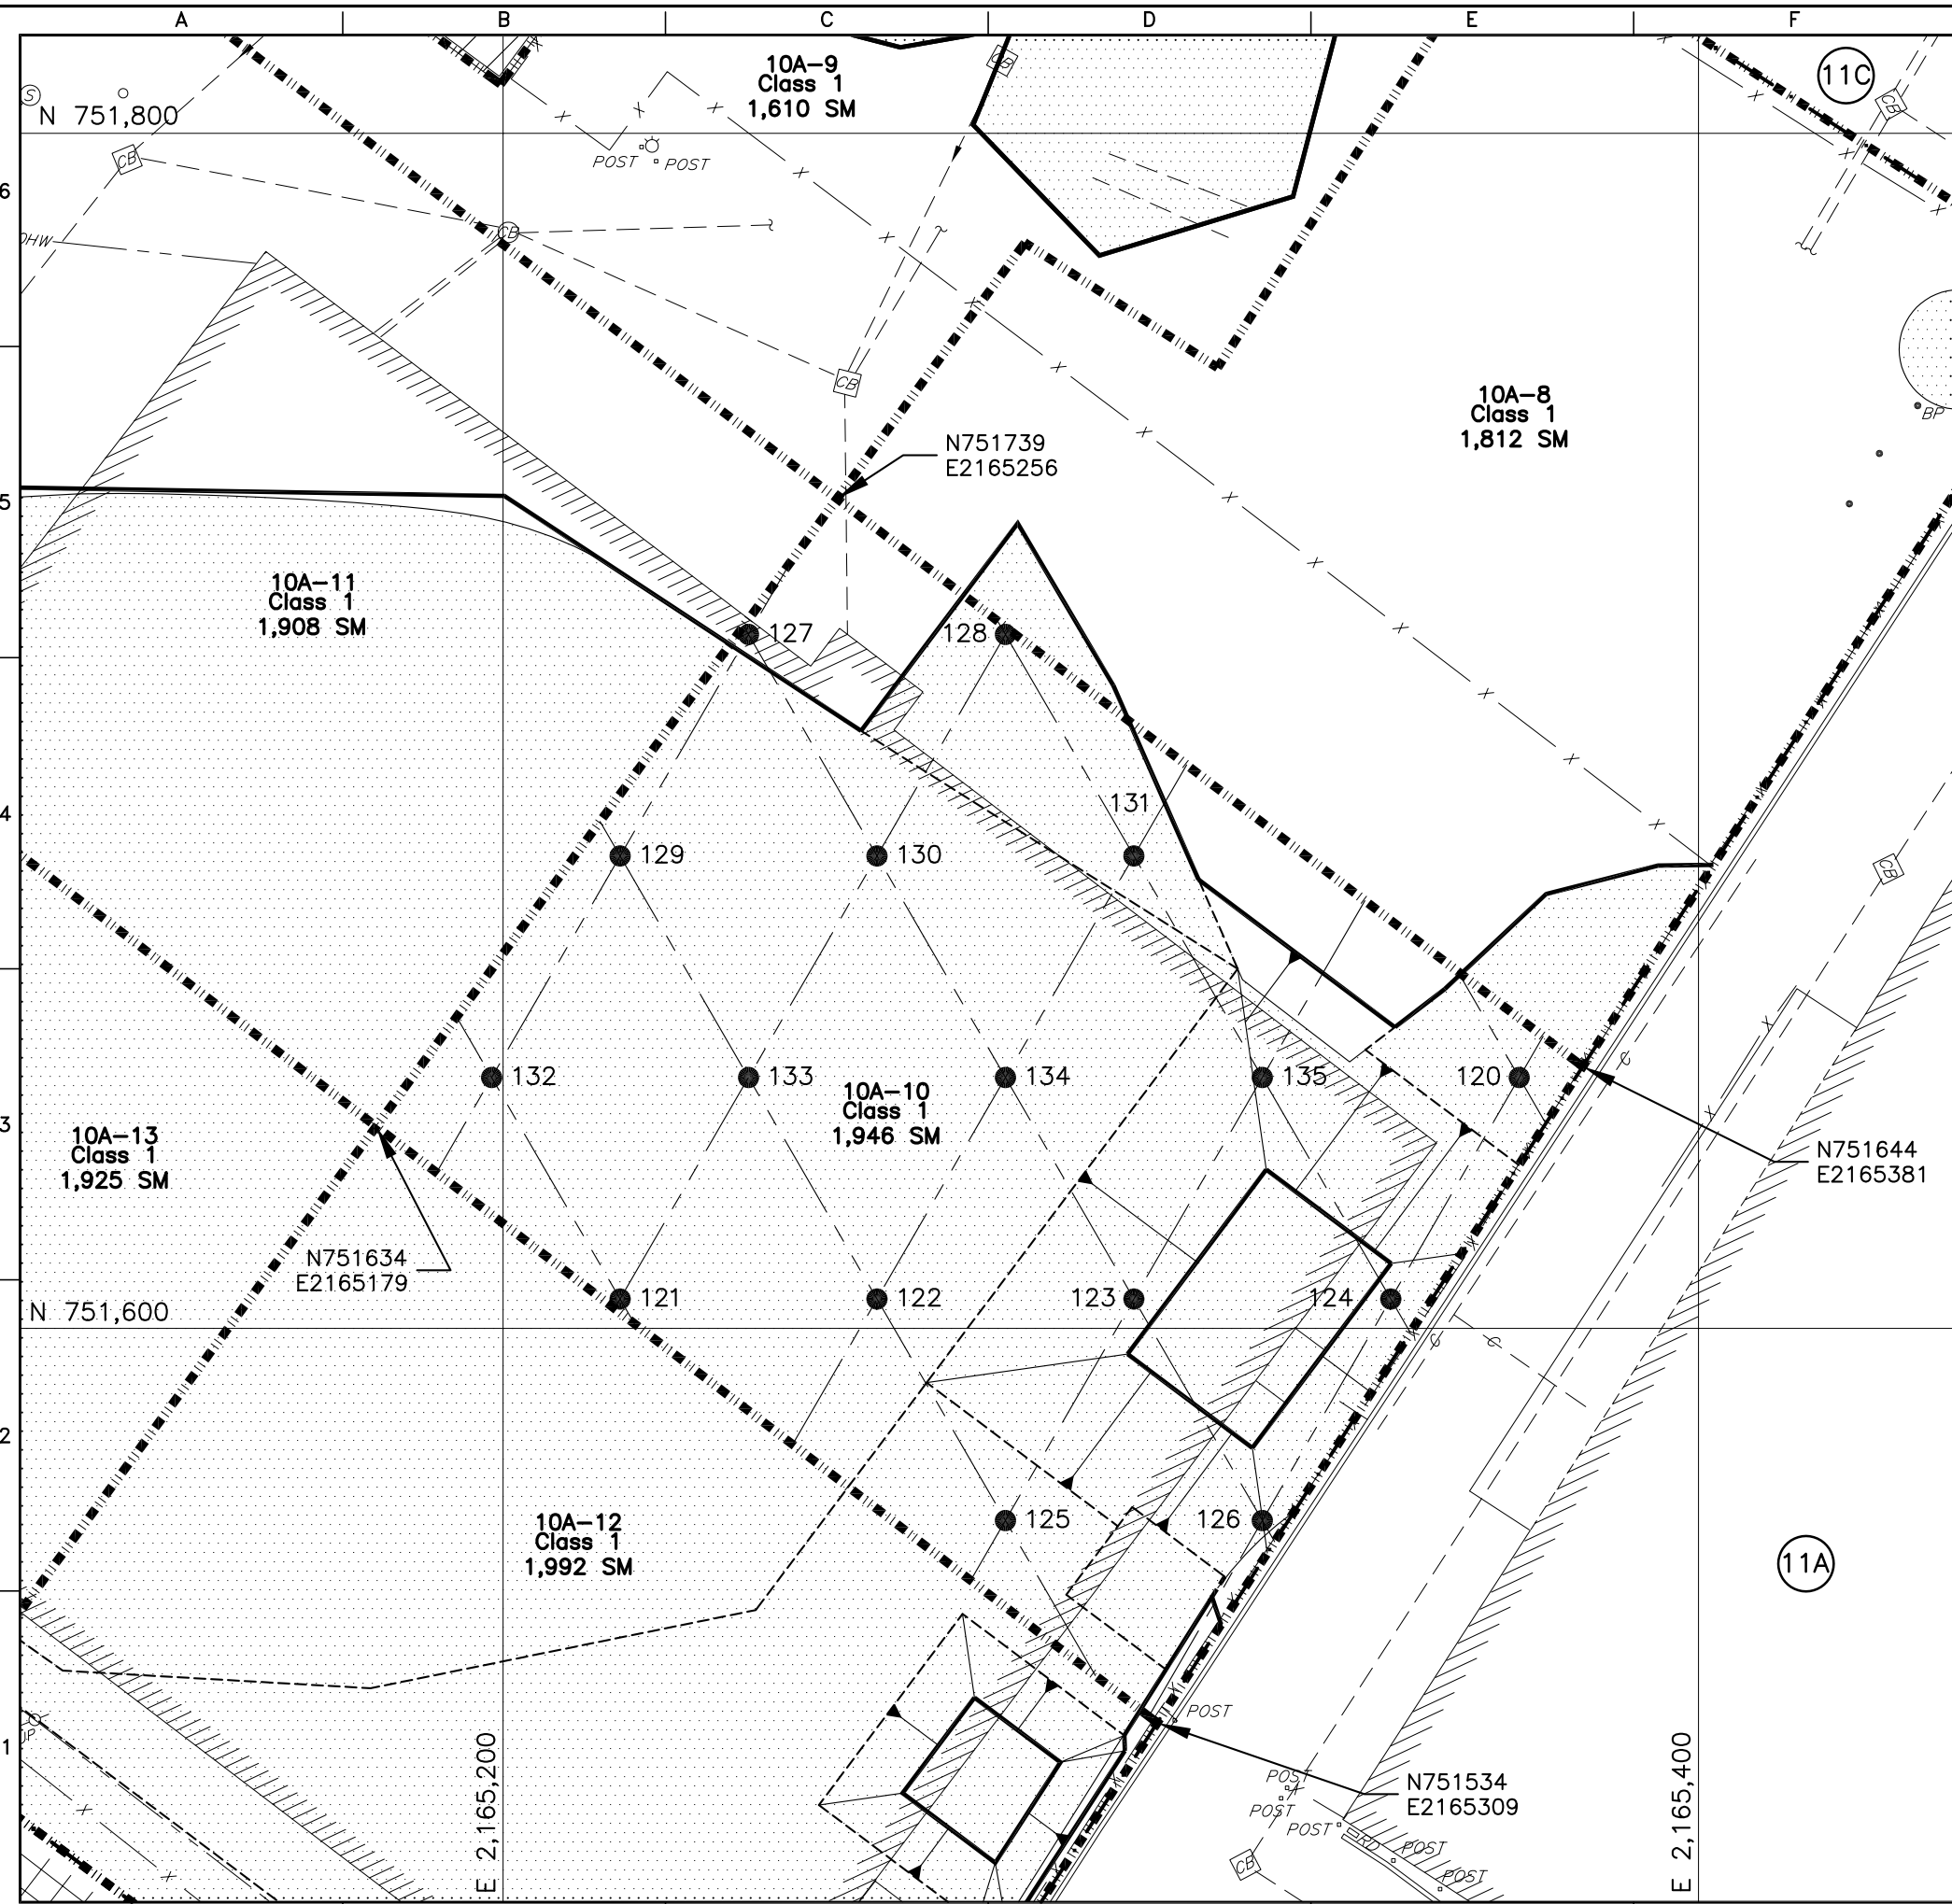 A
B
C
D
E
F
6
5
4
3
2
1
11C
10A-9
Class 1
1,610 SM
CB
CB
S
N 751,800
CB
POST
POST
OHW
CB
CB
10A-8
Class 1
1,812 SM
BP
N751739
E2165256
10A-11
Class 1
1,908 SM
127
128
131
129
130
CB
132
133
134
135
120
10A-10
Class 1
1,946 SM
10A-13
Class 1
1,925 SM
N751644
E2165381
N751634
E2165179
N 751,600
121
122
123
124
125
126
10A-12
Class 1
1,992 SM
11A
POST
E 2,165,200
E 2,165,400
N751534
E2165309
POST
POST
POST
POST
POST
CB